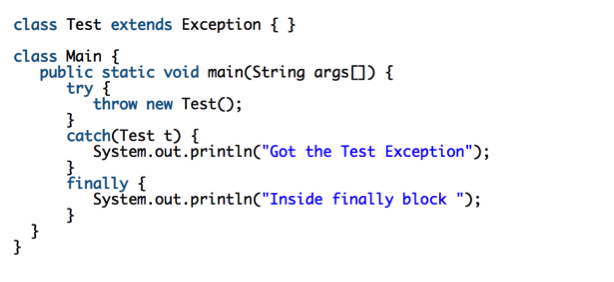 class Test extends Exception { }
class Main {
public static void main(String args[]) {
try {
throw new Test();
}
catch(Test t) {
System.out.println("Got the Test Exception");
}
finally {
System.out.println("Inside finally block ");
}
}
}